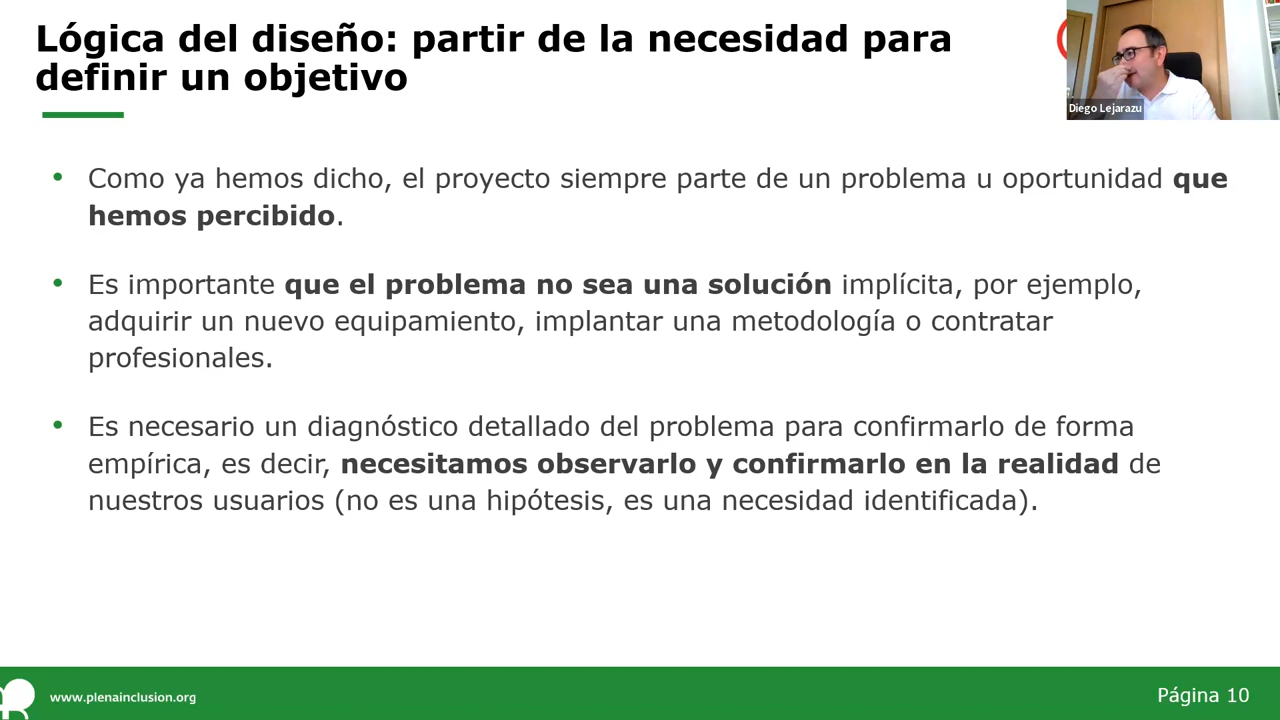 Lógica del diseño: partir de la necesidad para
definir un objetivo
Diego Lejarazu
• Como ya hemos dicho, el proyecto siempre parte de un problema u oportunidad que
hemos percibido.
• Es importante que el problema no sea una solución implícita, por ejemplo,
adquirir un nuevo equipamiento, implantar una metodología o contratar
profesionales.
• Es necesario un diagnóstico detallado del problema para confirmarlo de forma
empírica, es decir, necesitamos observarlo y confirmarlo en la realidad de
nuestros usuarios (no es una hipótesis, es una necesidad identificada).
www.plenainclusion.org
Página 10